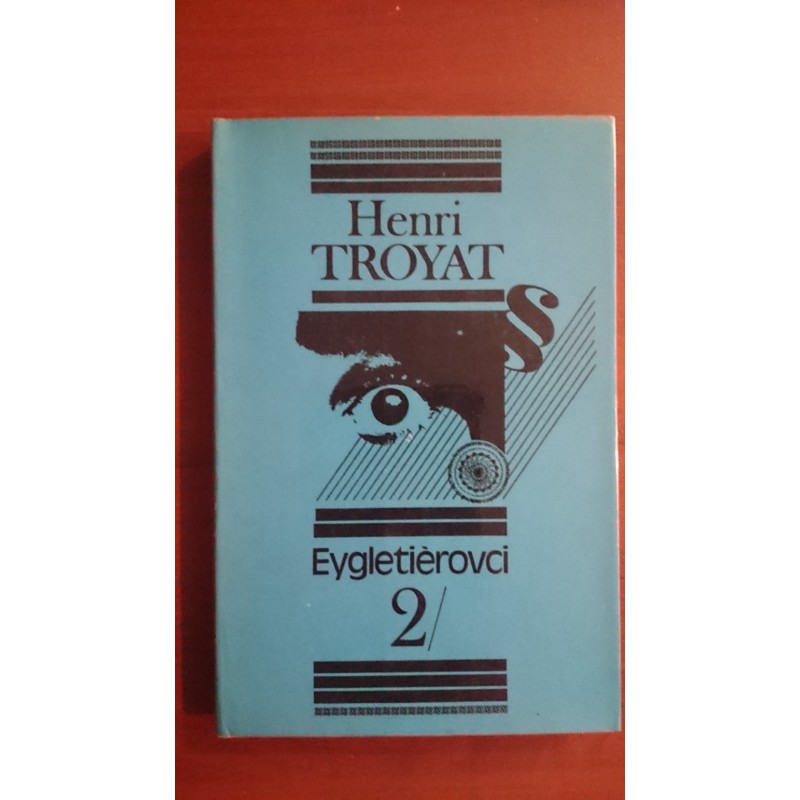 Henri
TROYAT
§
Eygletièrovci
2/